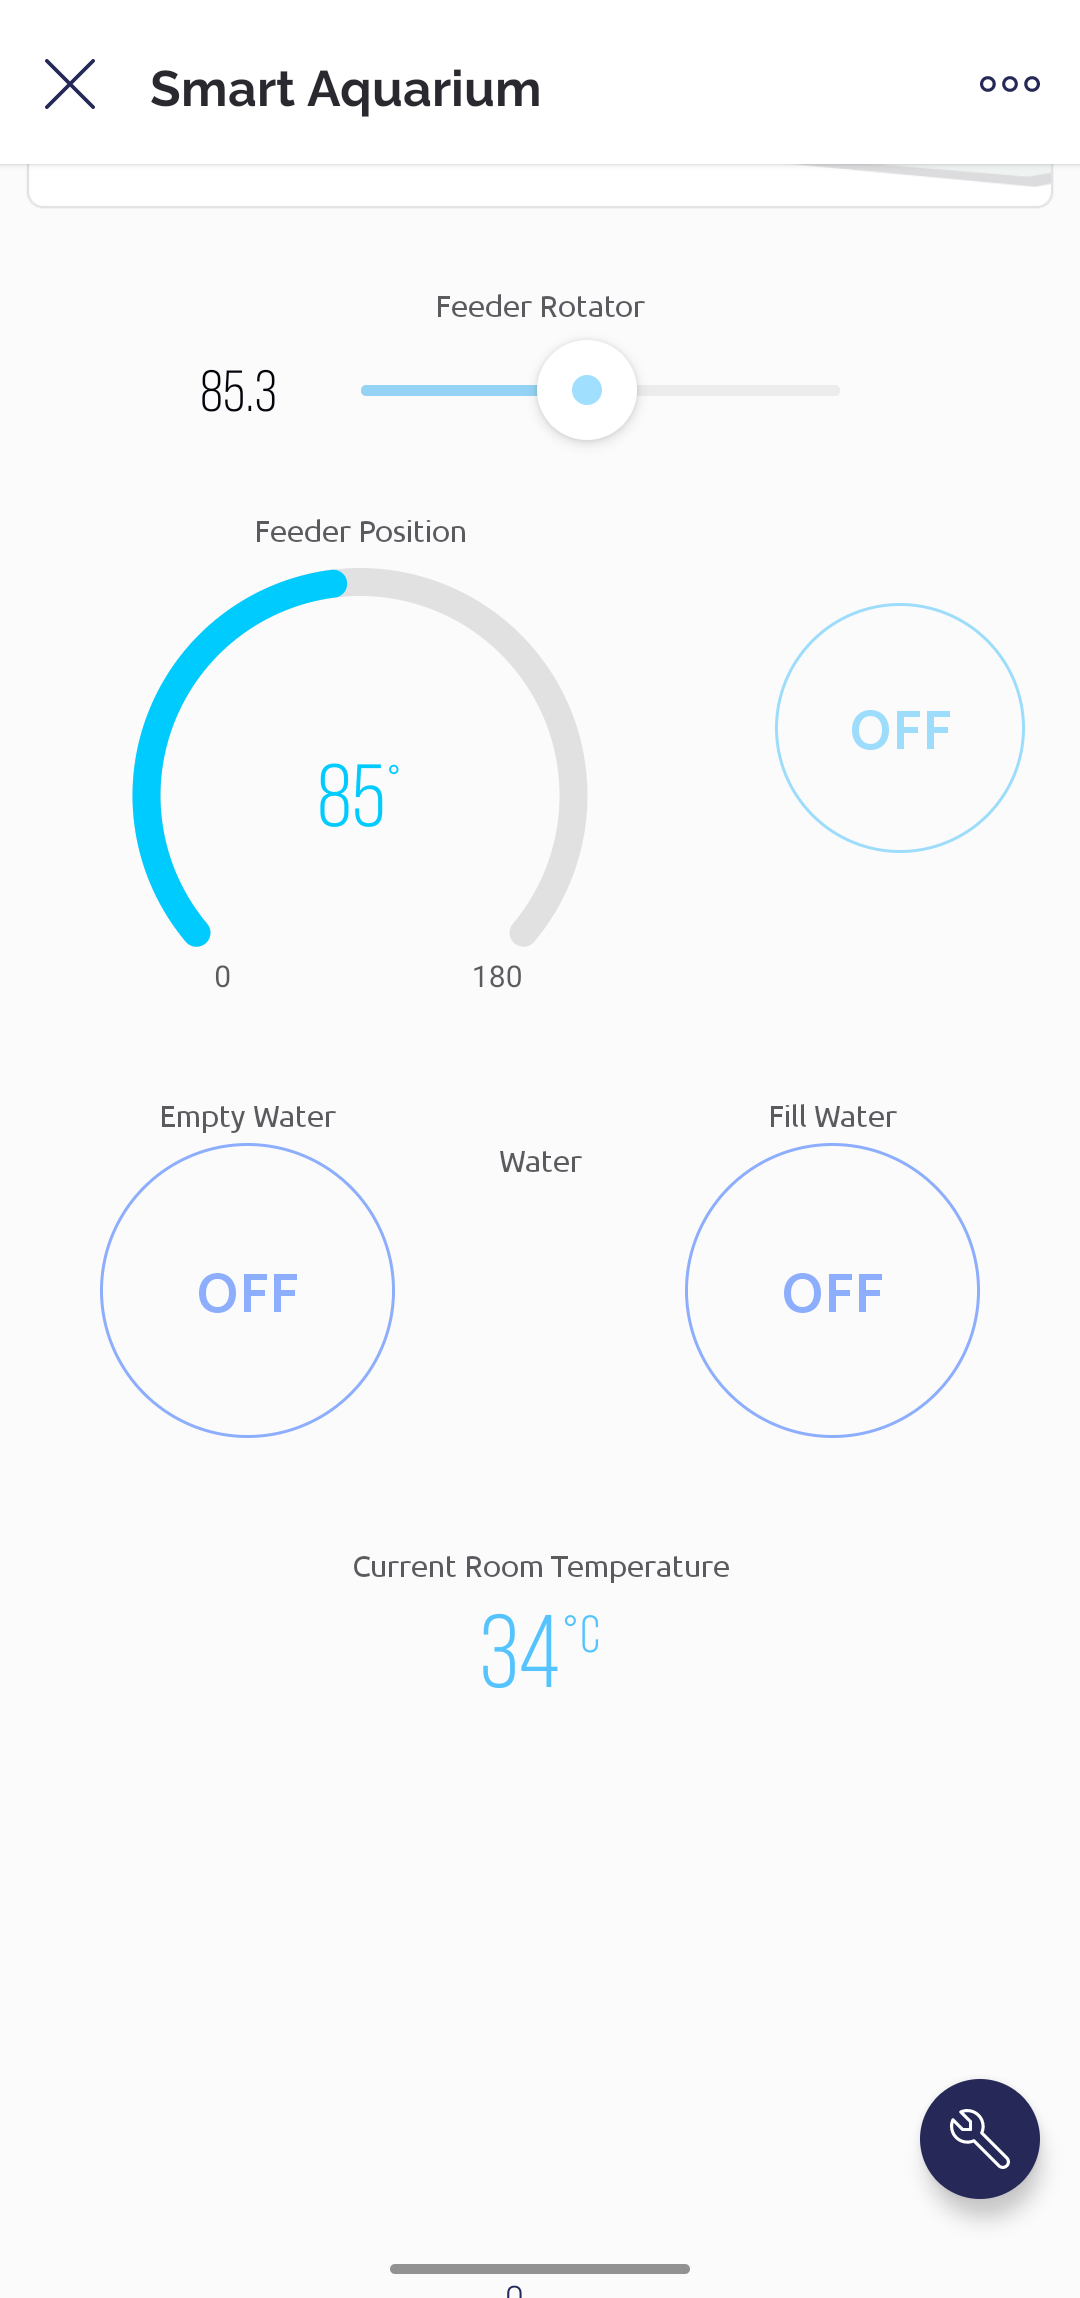 Smart Aquarium
Feeder Rotator
85.3
Feeder Position
85°
OFF
0
180
Empty Water
Water
Fill Water
OFF
OFF
Current Room Temperature
34°C